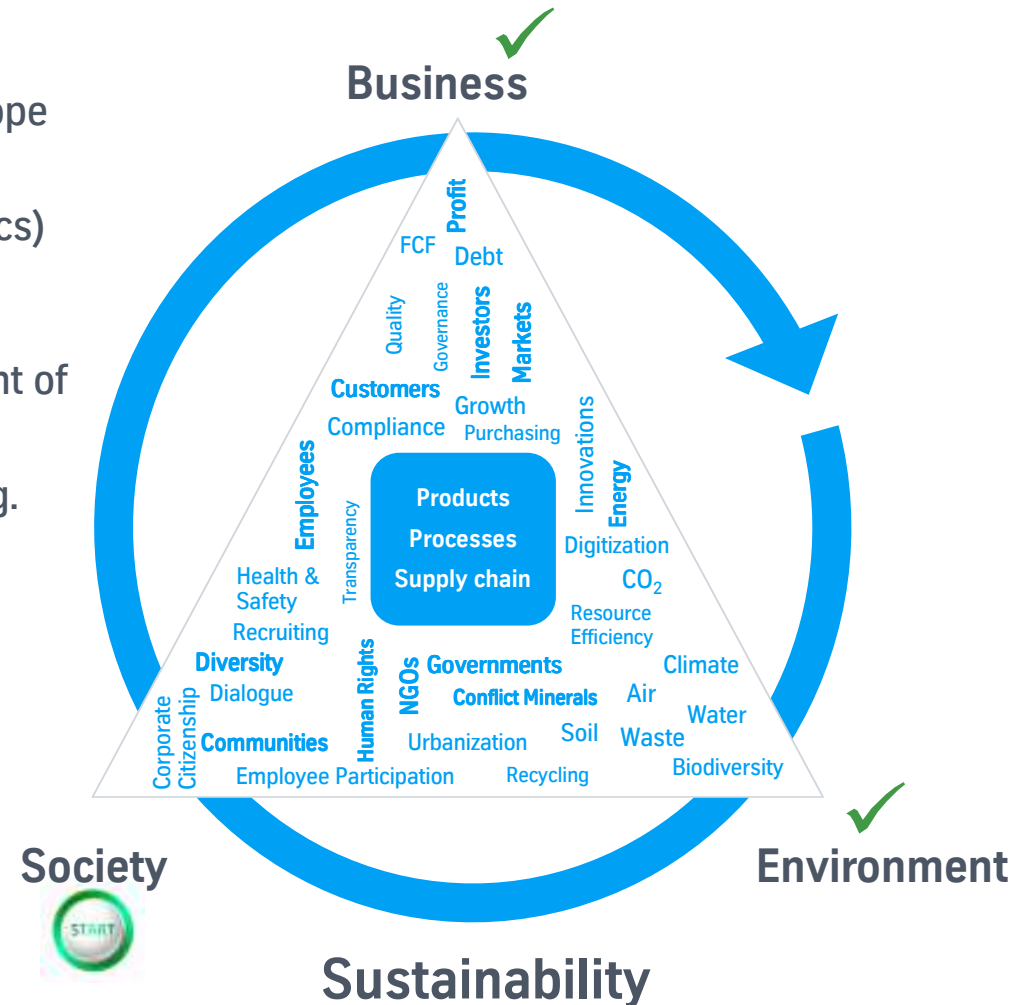 Business
ope
cs)
nt of
g.
Profit
FCF
Debt
Quality
Governance
Investors
Markets
Customers
Growth
Compliance
Purchasing
Innovations
Employees
Energy
Transparency
Products
Processes
Supply chain
Digitization
Health &
Safety
CO₂
Resource
Efficiency
Recruiting
Diversity
Human Rights
NGOs
Governments
Climate
Dialogue
Conflict Minerals
Air
Corporate
Citizenship
Water
Communities
Urbanization
Soil
Waste
Employee Participation
Recycling
Biodiversity
Society
Environment
START
Sustainability